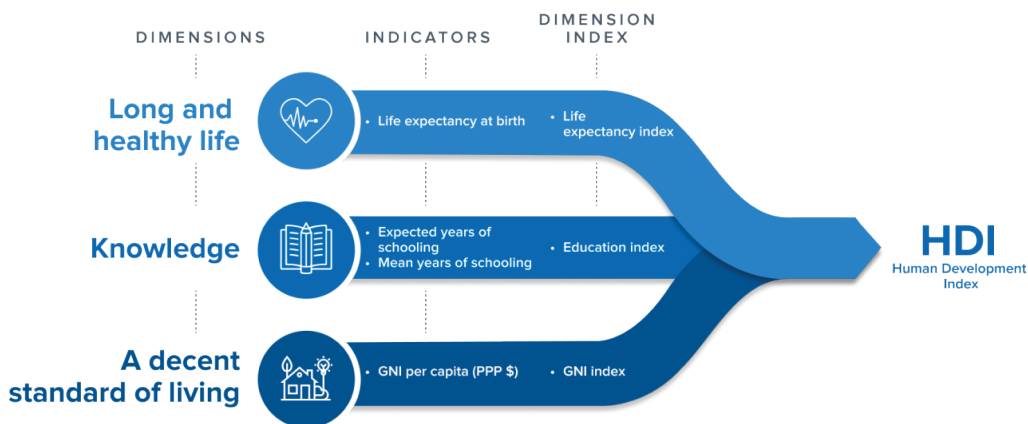 DIMENSIONS
INDICATORS
DIMENSION
INDEX
Long and
healthy life
• Life expectancy at birth
• Life
expectancy index
Knowledge
• Expected years of
schooling
• Mean years of schooling
• Education index
A decent
standard of living
• GNI per capita (PPP $)
• GNI index
HDI
Human Development
Index